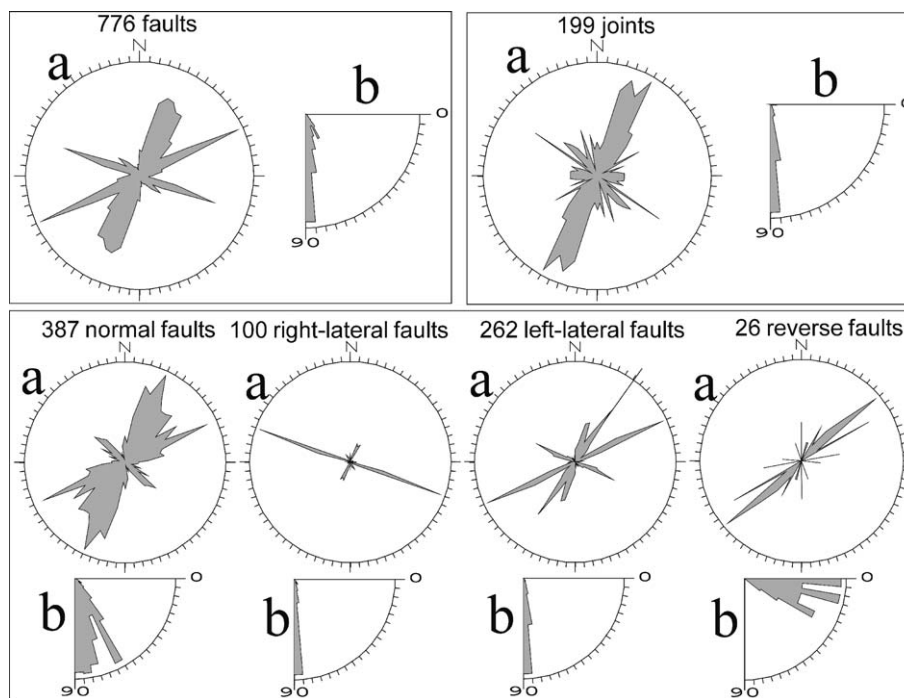 776 faults
N
a
b
0
90
199 joints
N
a
b
0
90
387 normal faults
N
a
b
0
90
100 right-lateral faults
N
a
b
0
90
262 left-lateral faults
N
a
b
0
90
26 reverse faults
N
a
b
0
90